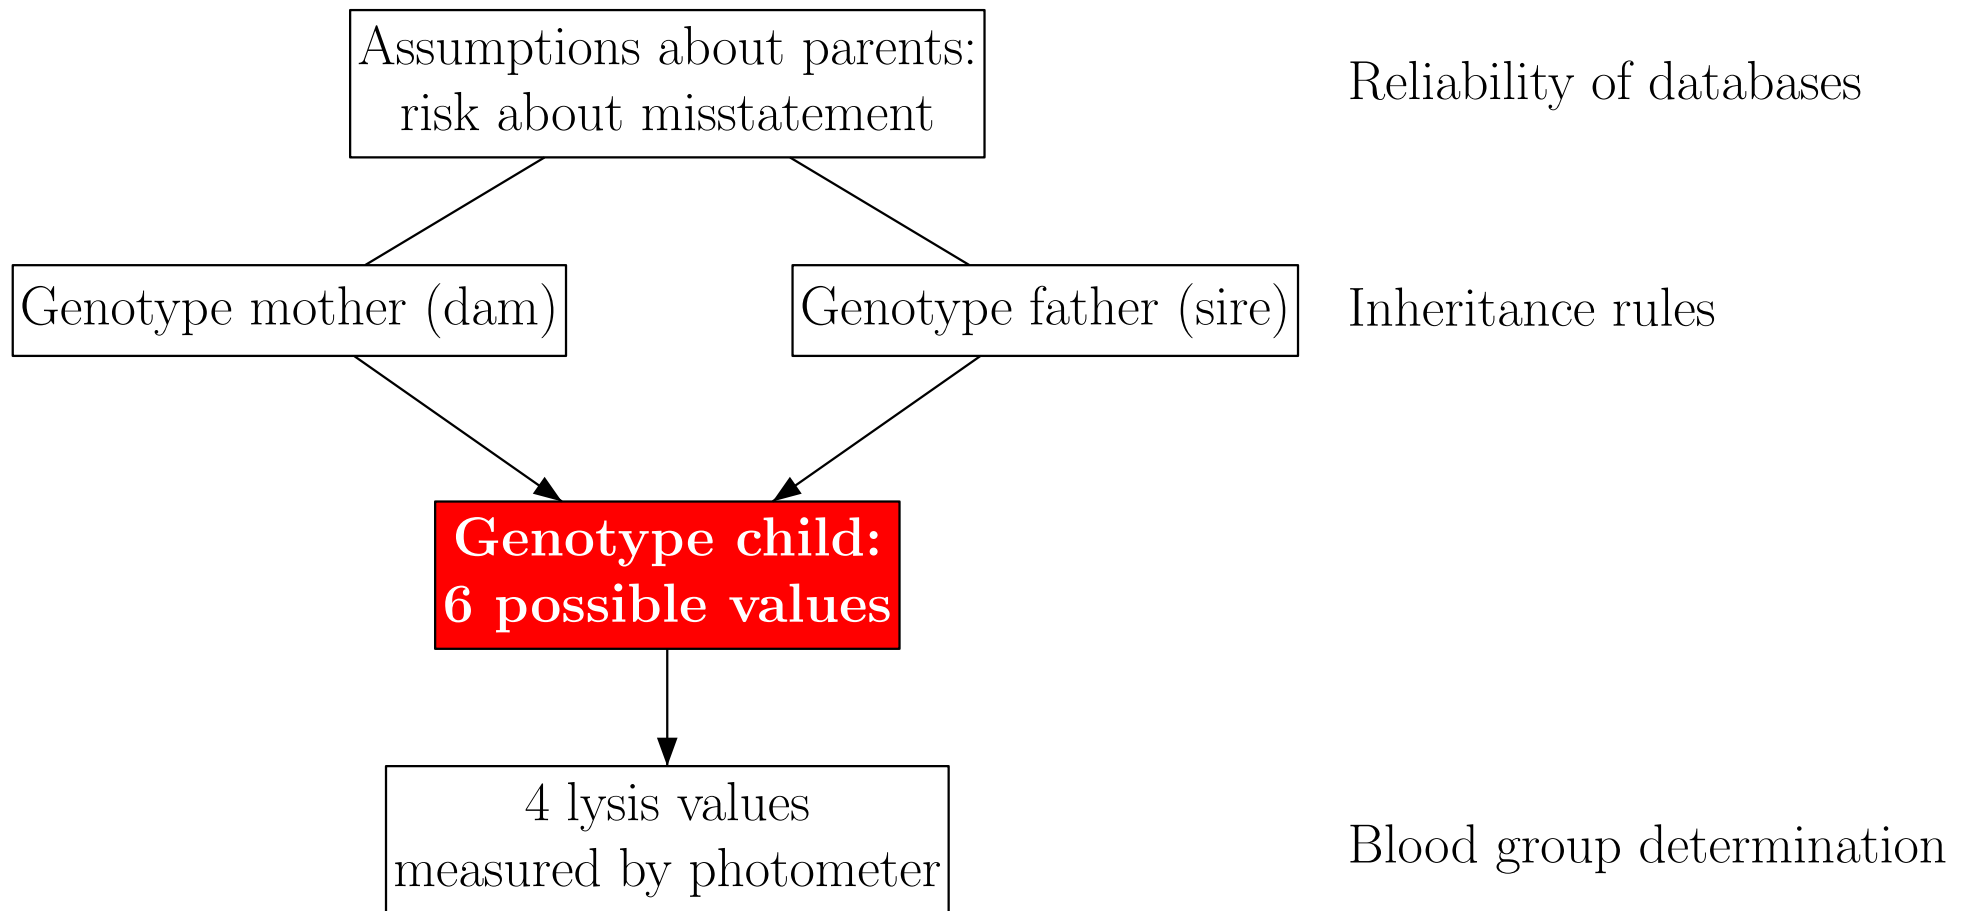 Assumptions about parents:
risk about misstatement
Reliability of databases
Genotype mother (dam)
Genotype father (sire)
Inheritance rules
Genotype child:
6 possible values
4 lysis values
measured by photometer
Blood group determination